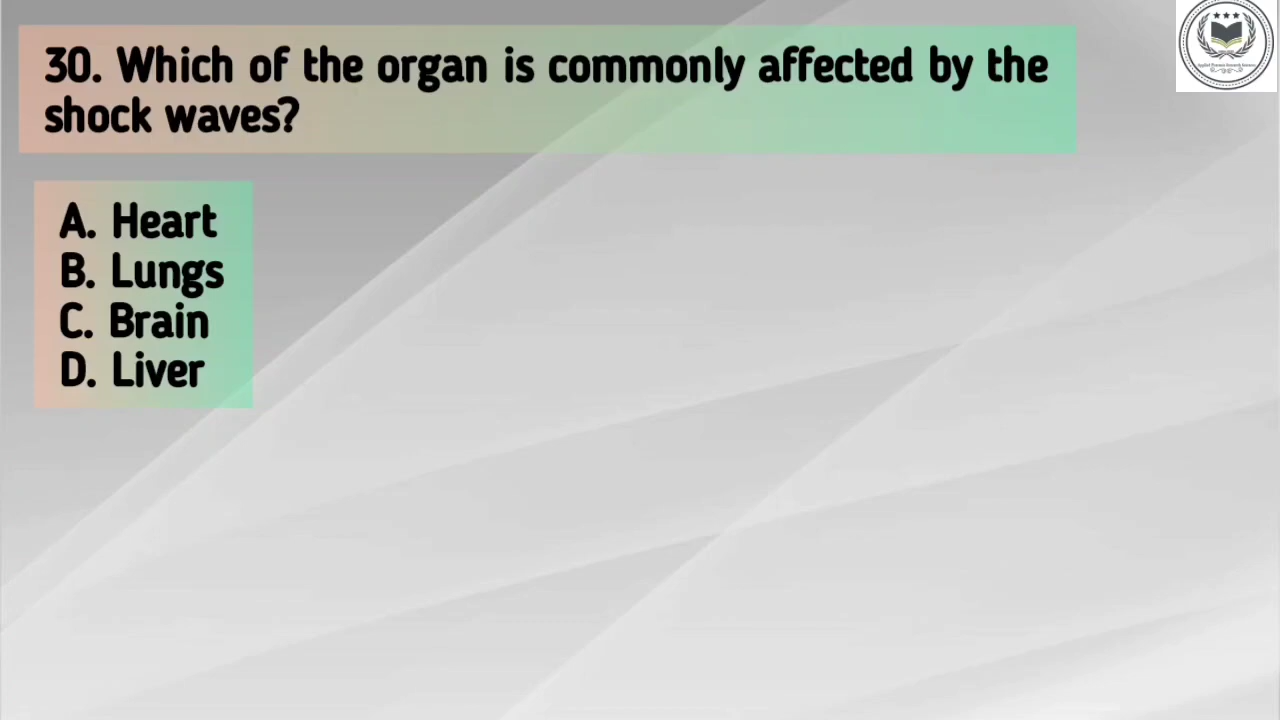 30. Which of the organ is commonly affected by the
shock waves?
A. Heart
B. Lungs
C. Brain
D. Liver